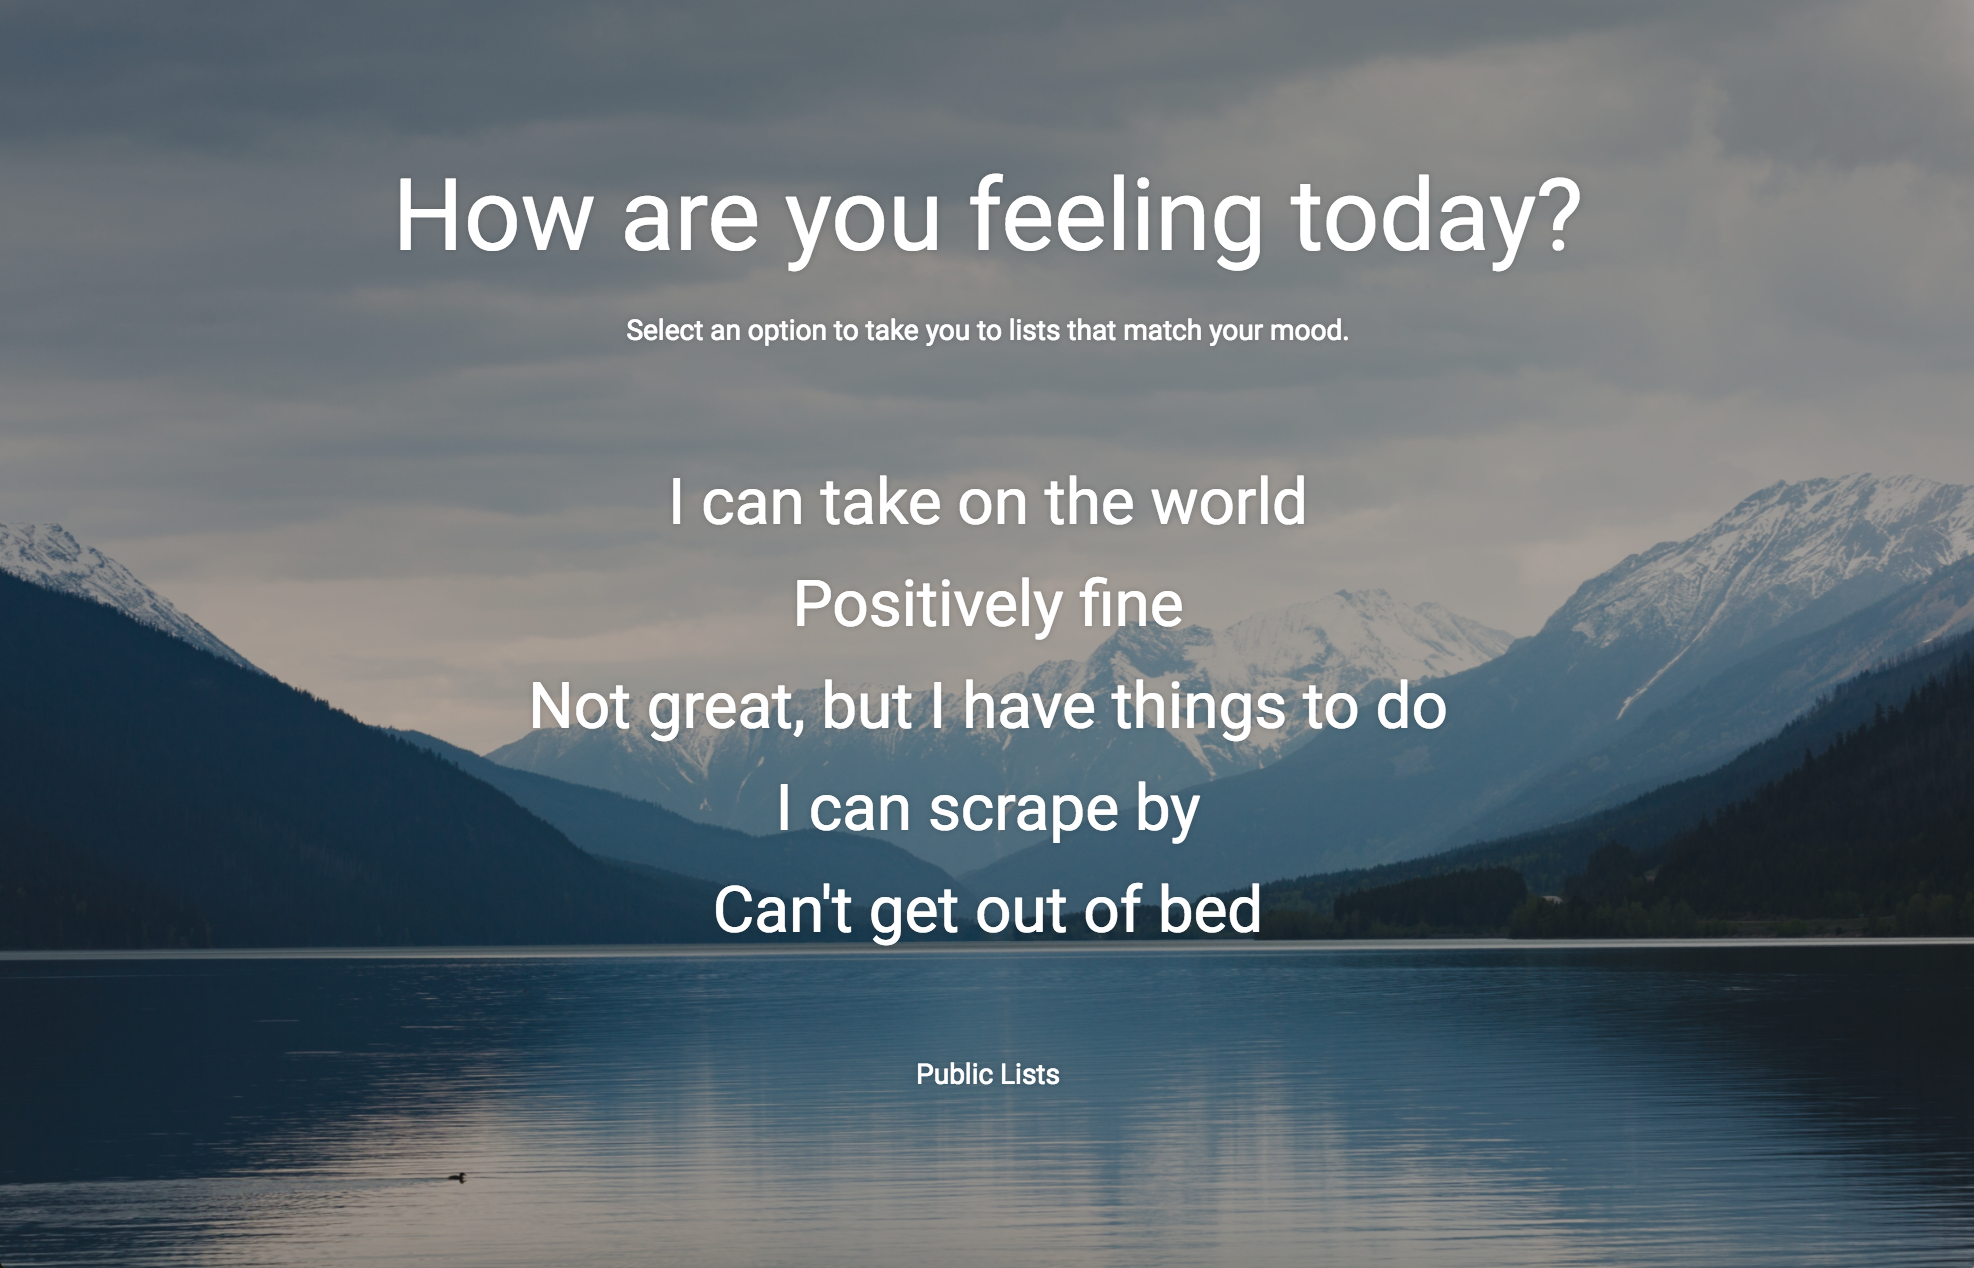 How are you feeling today?
Select an option to take you to lists that match your mood.
I can take on the world
Positively fine
Not great, but I have things to do
I can scrape by
Can't get out of bed
Public Lists